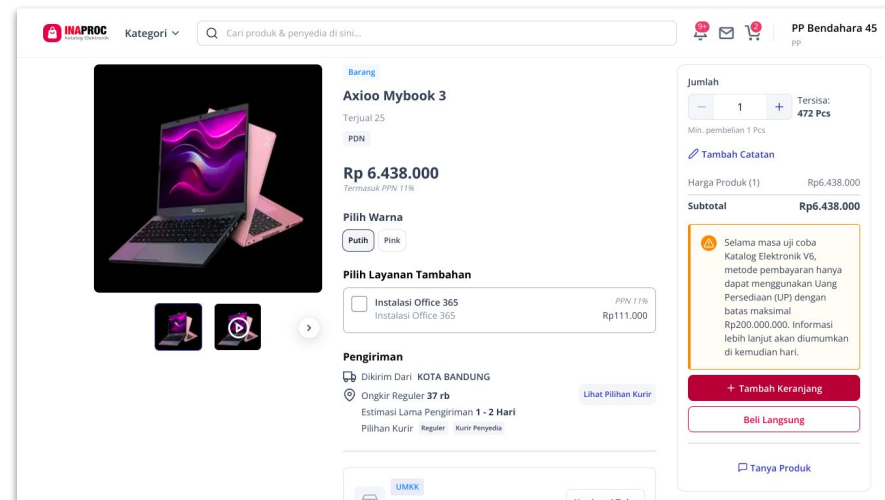 INAPROC
Katalog Elektronik
Kategori
Cari produk & penyedia di sini...
9+
2
PP Bendahara 45
PP
Barang
Axioo Mybook 3
Terjual 25
PDN
Rp 6.438.000
Termasuk PPN 11%
Pilih Warna
Putih
Pink
Pilih Layanan Tambahan
Instalasi Office 365
PPN 11%
Instalasi Office 365
Rp111.000
Pengiriman
Dikirim Dari KOTA BANDUNG
Ongkir Reguler 37 rb
Lihat Pilihan Kurir
Estimasi Lama Pengiriman 1 - 2 Hari
Pilihan Kurir Reguler Kurir Penyedia
UMKK
Jumlah
1
Tersisa:
472 Pcs
Min. pembelian 1 Pcs
Tambah Catatan
Harga Produk (1) Rp6.438.000
Subtotal Rp6.438.000
Selama masa uji coba
Katalog Elektronik V6,
metode pembayaran hanya
dapat menggunakan Uang
Persediaan (UP) dengan
batas maksimal
Rp200.000.000. Informasi
lebih lanjut akan diumumkan
di kemudian hari.
+ Tambah Keranjang
Beli Langsung
Tanya Produk